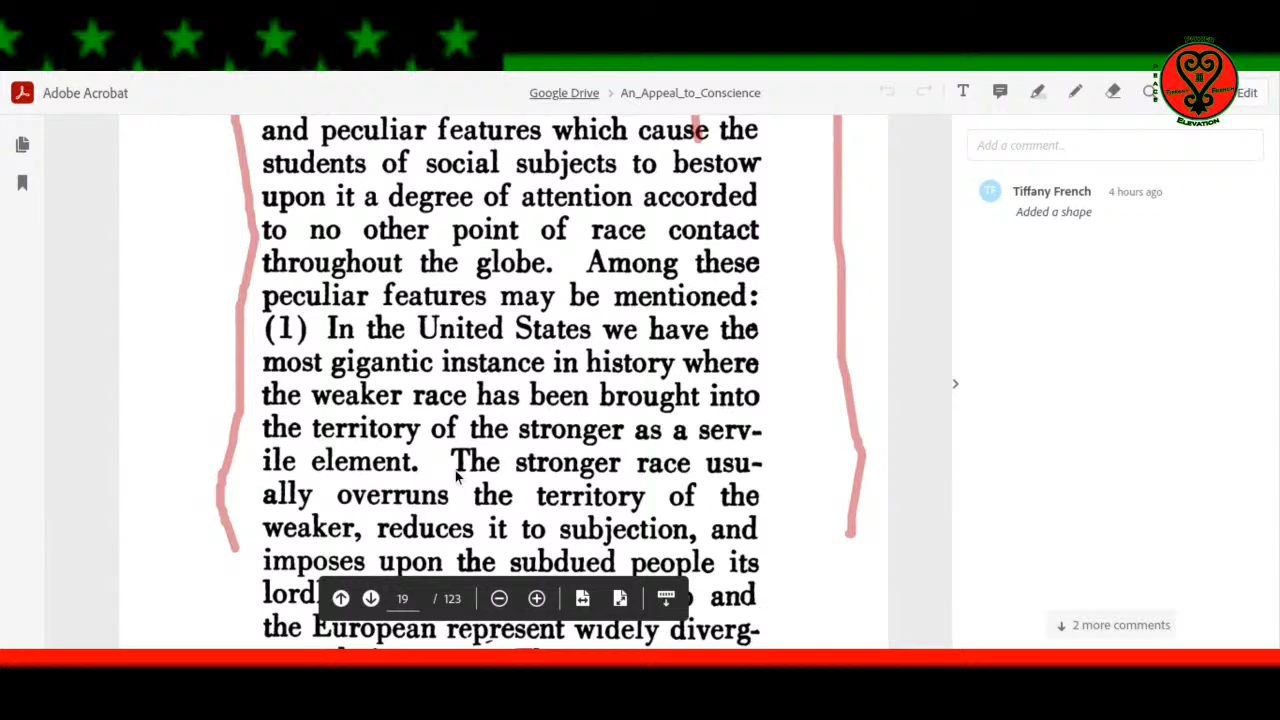 POWER
PEACE
TIFFANY FRENCH
ELEVATION
Adobe Acrobat
Google Drive > An_Appeal_to_Conscience
Edit
and peculiar features which cause the
students of social subjects to bestow
upon it a degree of attention accorded
to no other point of race contact
throughout the globe. Among these
peculiar features may be mentioned:
(1) In the United States we have the
most gigantic instance in history where
the weaker race has been brought into
the territory of the stronger as a serv-
ile element. The stronger race usu-
ally overruns the territory of the
weaker, reduces it to subjection, and
imposes upon the subdued people its
lord
and
the European represent widely diverg-
19 / 123
Add a comment...
TF
Tiffany French 4 hours ago
Added a shape
2 more comments